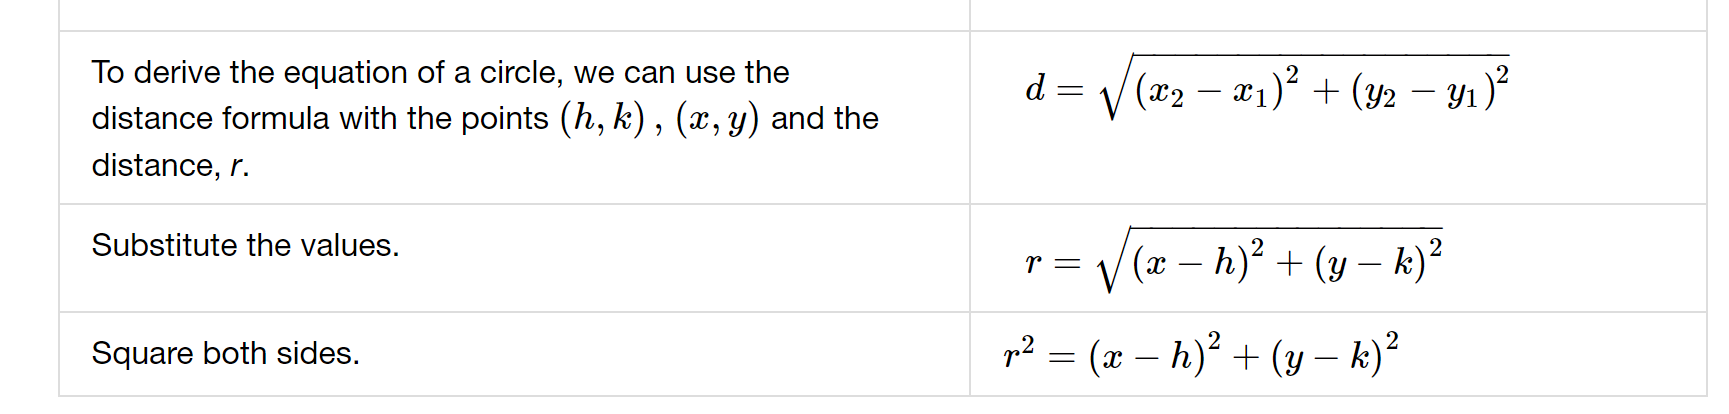 To derive the equation of a circle, we can use the
distance formula with the points (h, k) , (x, y) and the
distance, r.
d = √((x₂ − x₁)² + (y₂ − y₁)²)
Substitute the values.
r = √((x − h)² + (y − k)²)
Square both sides.
r² = (x − h)² + (y − k)²